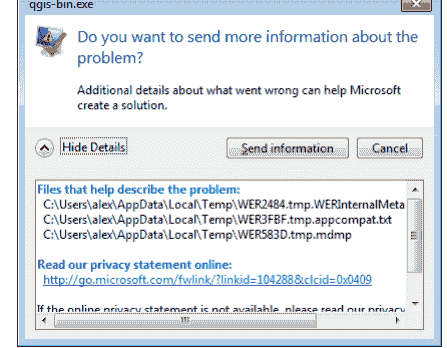 qgis-bin.exe
Do you want to send more information about the
problem?
Additional details about what went wrong can help Microsoft
create a solution.
Hide Details
Send information
Cancel
Files that help describe the problem:
C:\Users\alex\AppData\Local\Temp\WER2484.tmp.WERInternalMeta
C:\Users\alex\AppData\Local\Temp\WER3FBF.tmp.appcompat.txt
C:\Users\alex\AppData\Local\Temp\WER583D.tmp.mdmp
Read our privacy statement online:
http://go.microsoft.com/fwlink/?linkid=104288&clcid=0x0409
If the online privacy statement is not available, please read our privacy